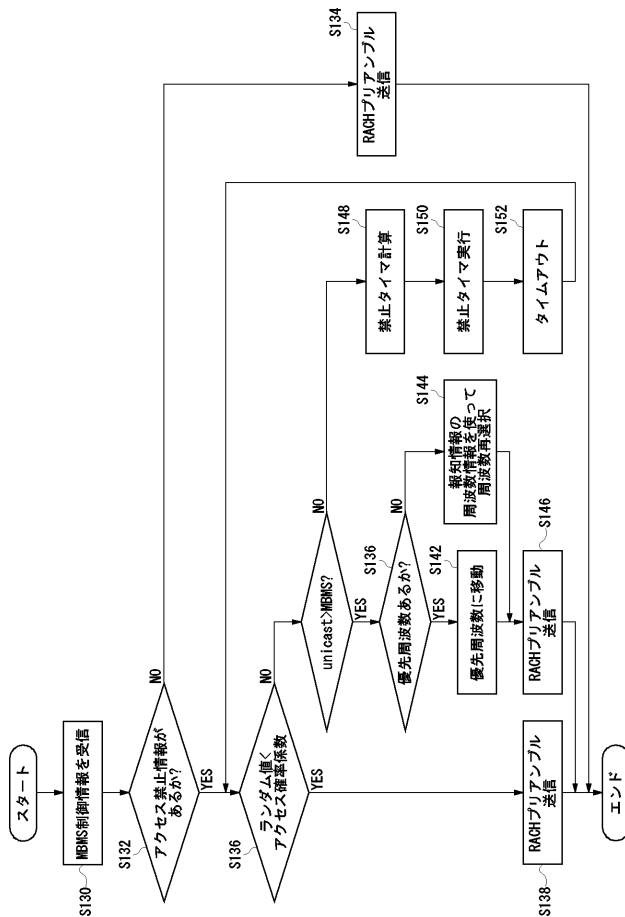 スタート
S130
MBMS制御情報を受信
S132
アクセス禁止情報が
あるか?
NO
YES
S134
RACHプリアンブル
送信
S136
ランダム値<
アクセス確率係数
NO
YES
S138
RACHプリアンブル
送信
unicast>MBMS?
NO
YES
S136
優先周波数あるか?
NO
YES
S142
優先周波数に移動
S144
報知情報の
周波数情報を使って
周波数再選択
S146
RACHプリアンブル
送信
S148
禁止タイマ計算
S150
禁止タイマ実行
S152
タイムアウト
エンド